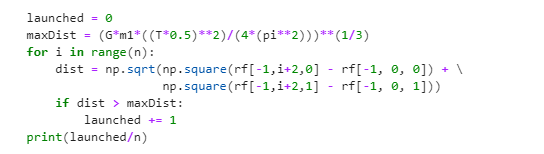 launched = 0
maxDist = (G*m1*((T*0.5)**2)/(4*(pi**2)))**(1/3)
for i in range(n):
    dist = np.sqrt(np.square(rf[-1,i+2,0] - rf[-1, 0, 0]) + \
                   np.square(rf[-1,i+2,1] - rf[-1, 0, 1]))
    if dist > maxDist:
        launched += 1
print(launched/n)